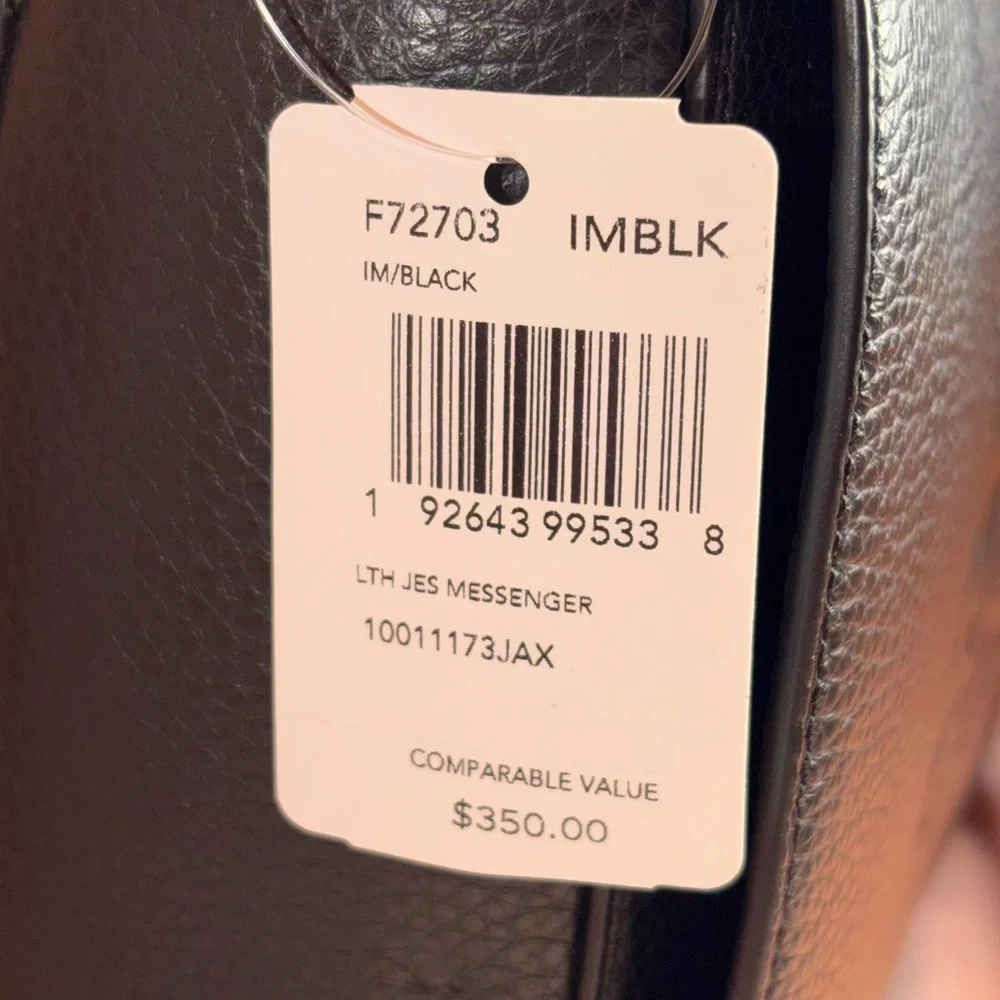 F72703 IMBLK
IM/BLACK
1 92643 99533 8
LTH JES MESSENGER
10011173JAX
COMPARABLE VALUE
$350.00